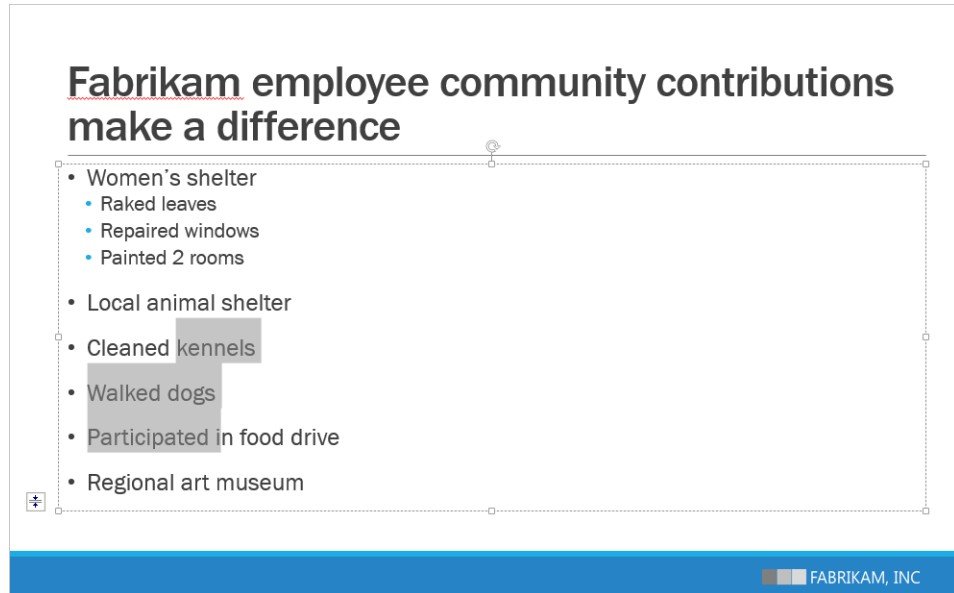 Fabrikam employee community contributions
make a difference
• Women's shelter
• Raked leaves
• Repaired windows
• Painted 2 rooms
• Local animal shelter
• Cleaned kennels
• Walked dogs
• Participated in food drive
• Regional art museum
FABRIKAM, INC